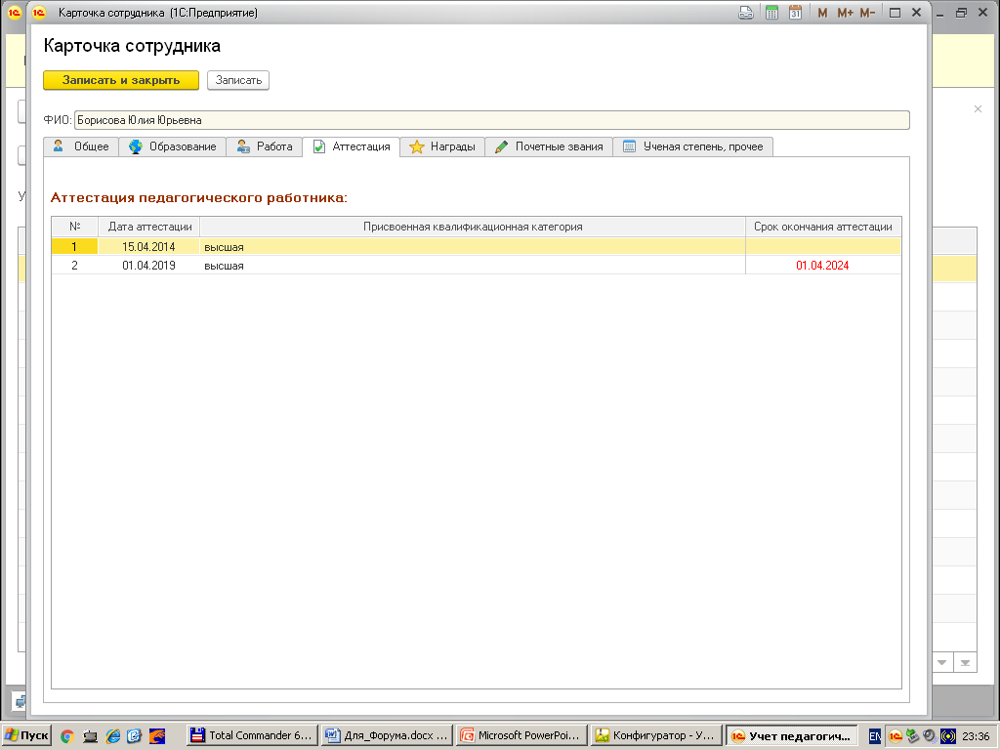 Карточка сотрудника (1С:Предприятие)
31 M M+ M-
Карточка сотрудника
Записать и закрыть Записать
ФИО: Борисова Юлия Юрьевна
Общее Образование Работа Аттестация Награды Почетные звания Ученая степень, прочее
Аттестация педагогического работника:
№ Дата аттестации Присвоенная квалификационная категория Срок окончания аттестации
1 15.04.2014 высшая
2 01.04.2019 высшая 01.04.2024
Пуск Total Commander 6... Для_Форума.docx ... Microsoft PowerPoi... Конфигуратор - У... Учет педагогич... EN 23:36